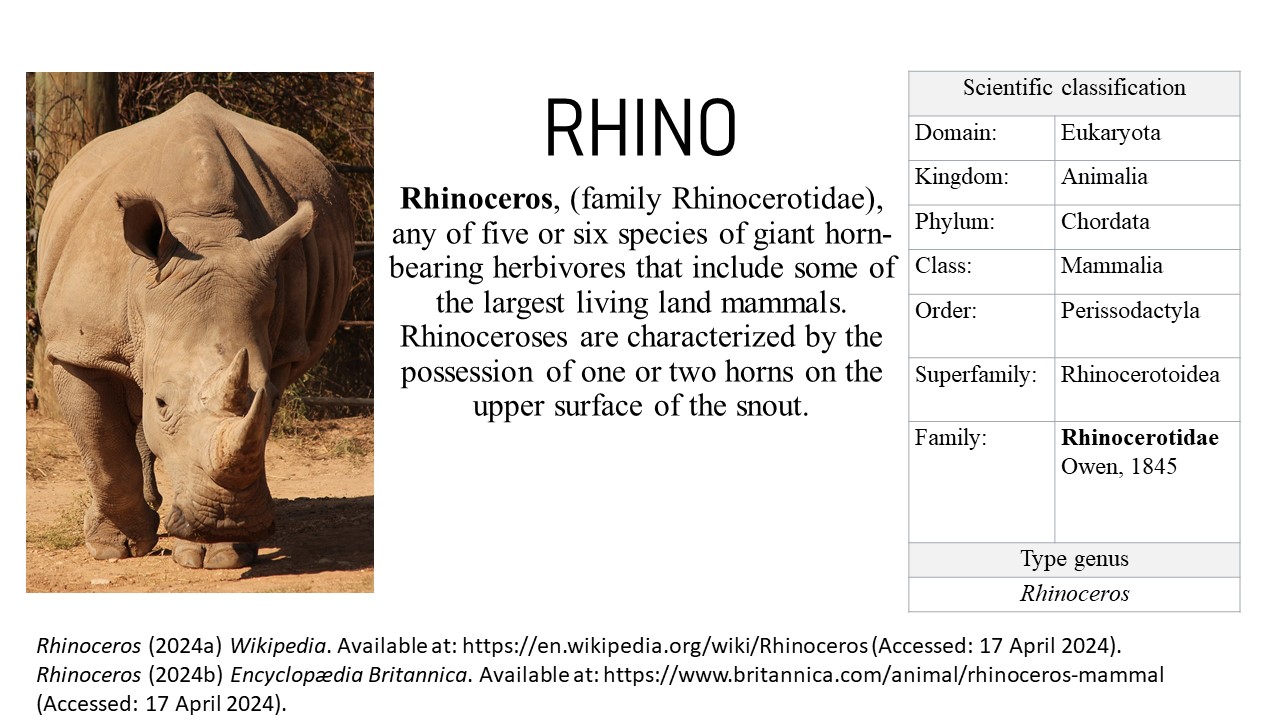 RHINO
Rhinoceros, (family Rhinocerotidae),
any of five or six species of giant horn-
bearing herbivores that include some of
the largest living land mammals.
Rhinoceroses are characterized by the
possession of one or two horns on the
upper surface of the snout.
Scientific classification
Domain: Eukaryota
Kingdom: Animalia
Phylum: Chordata
Class: Mammalia
Order: Perissodactyla
Superfamily: Rhinocerotoidea
Family: Rhinocerotidae
Owen, 1845
Type genus
Rhinoceros
Rhinoceros (2024a) Wikipedia. Available at: https://en.wikipedia.org/wiki/Rhinoceros (Accessed: 17 April 2024).
Rhinoceros (2024b) Encyclopædia Britannica. Available at: https://www.britannica.com/animal/rhinoceros-mammal
(Accessed: 17 April 2024).